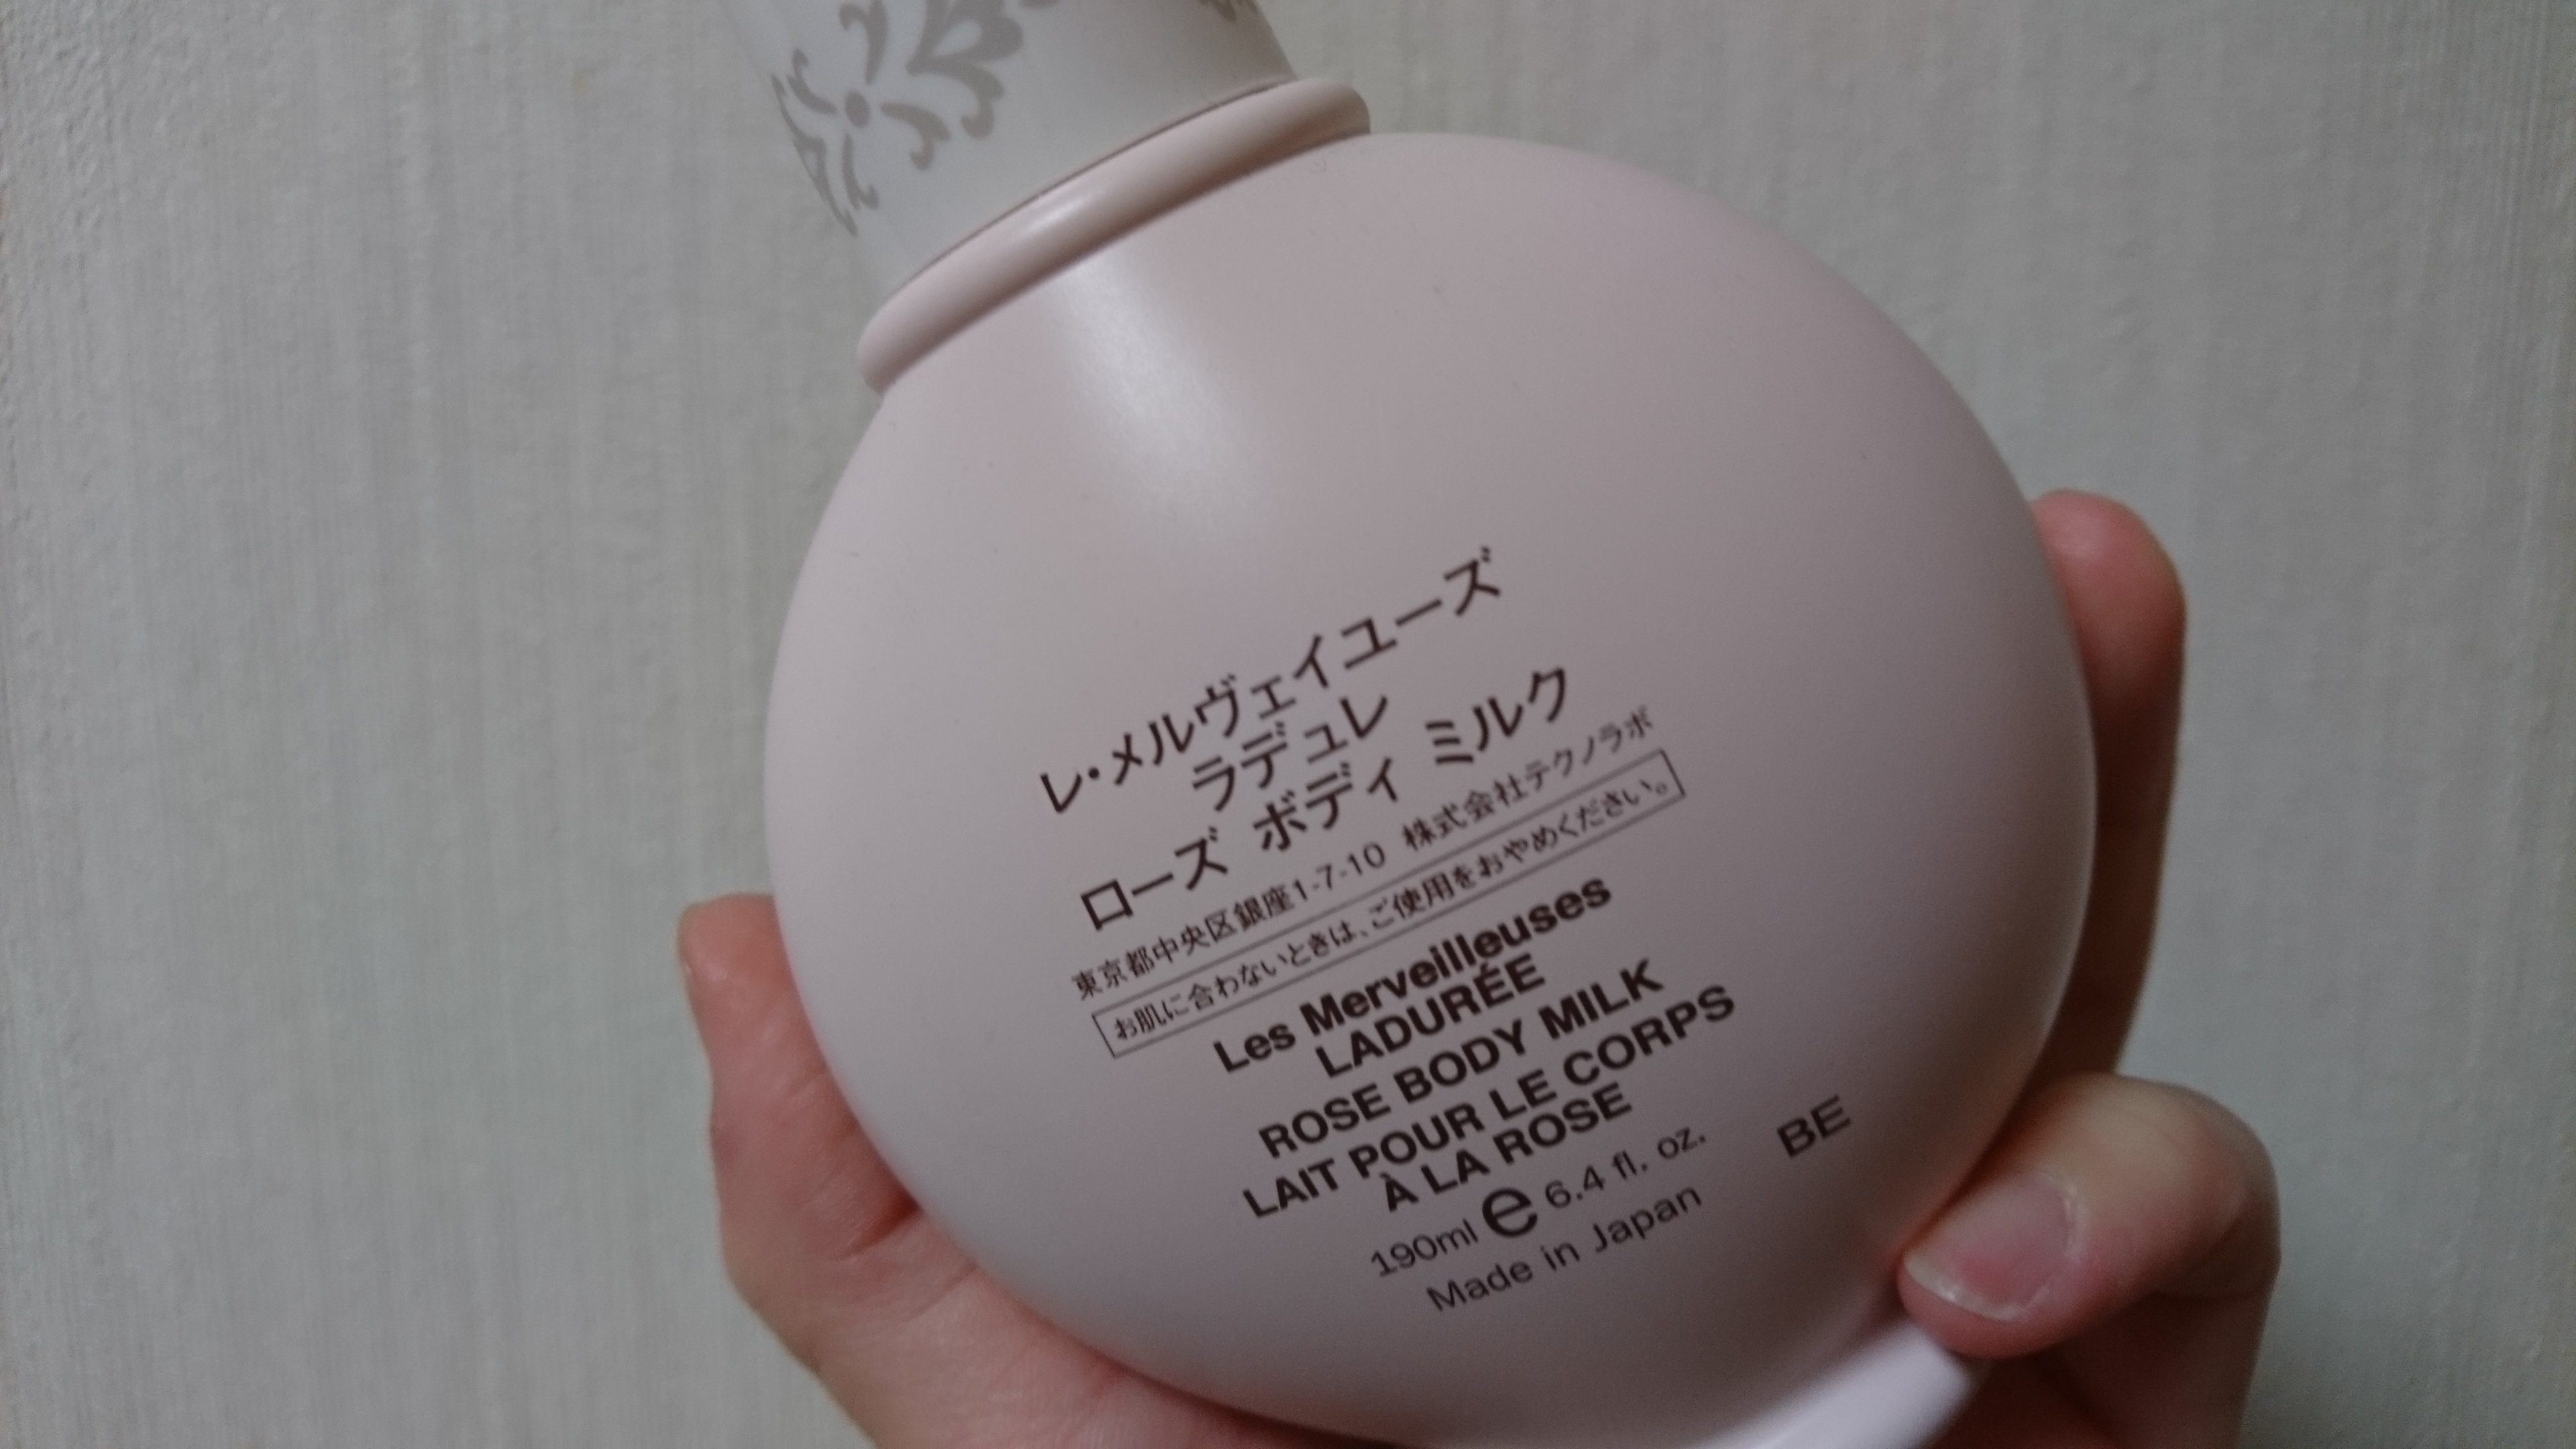 レ・メルヴェイユーズ
ラデュレ
ローズ ボディ ミルク
東京都中央区銀座1-7-10 株式会社テクノラボ
お肌に合わないときは、ご使用をおやめください。
Les Merveilleuses
LADURÉE
ROSE BODY MILK
LAIT POUR LE CORPS
À LA ROSE
190ml e 6.4 fl. oz.
BE
Made in Japan